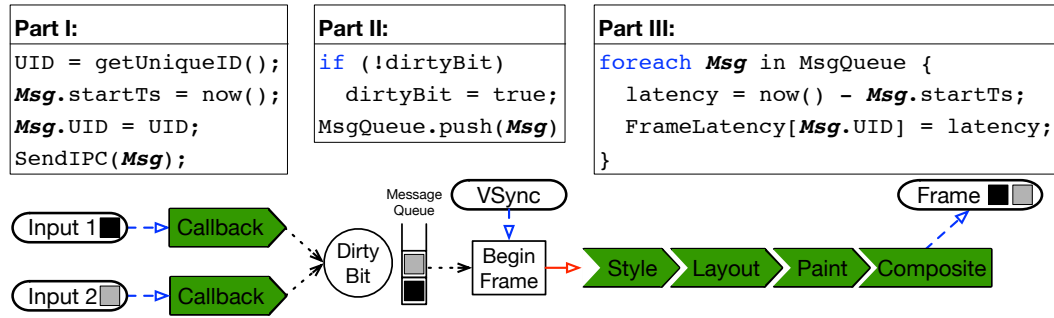 Part I:
UID = getUniqueID();
Msg.startTs = now();
Msg.UID = UID;
SendIPC(Msg);
Part II:
if (!dirtyBit)
dirtyBit = true;
MsgQueue.push(Msg)
Part III:
foreach Msg in MsgQueue {
latency = now() - Msg.startTs;
FrameLatency[Msg.UID] = latency;
}
Input 1
Callback
Input 2
Callback
Dirty
Bit
Message
Queue
VSync
Begin
Frame
Style
Layout
Paint
Composite
Frame